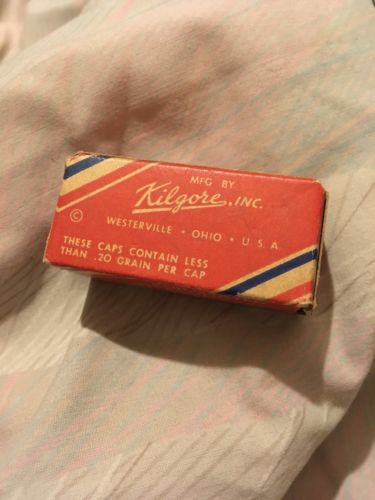 MFG BY
Kilgore, INC.
© WESTERVILLE • OHIO • U.S.A
THESE CAPS CONTAIN LESS
THAN .20 GRAIN PER CAP